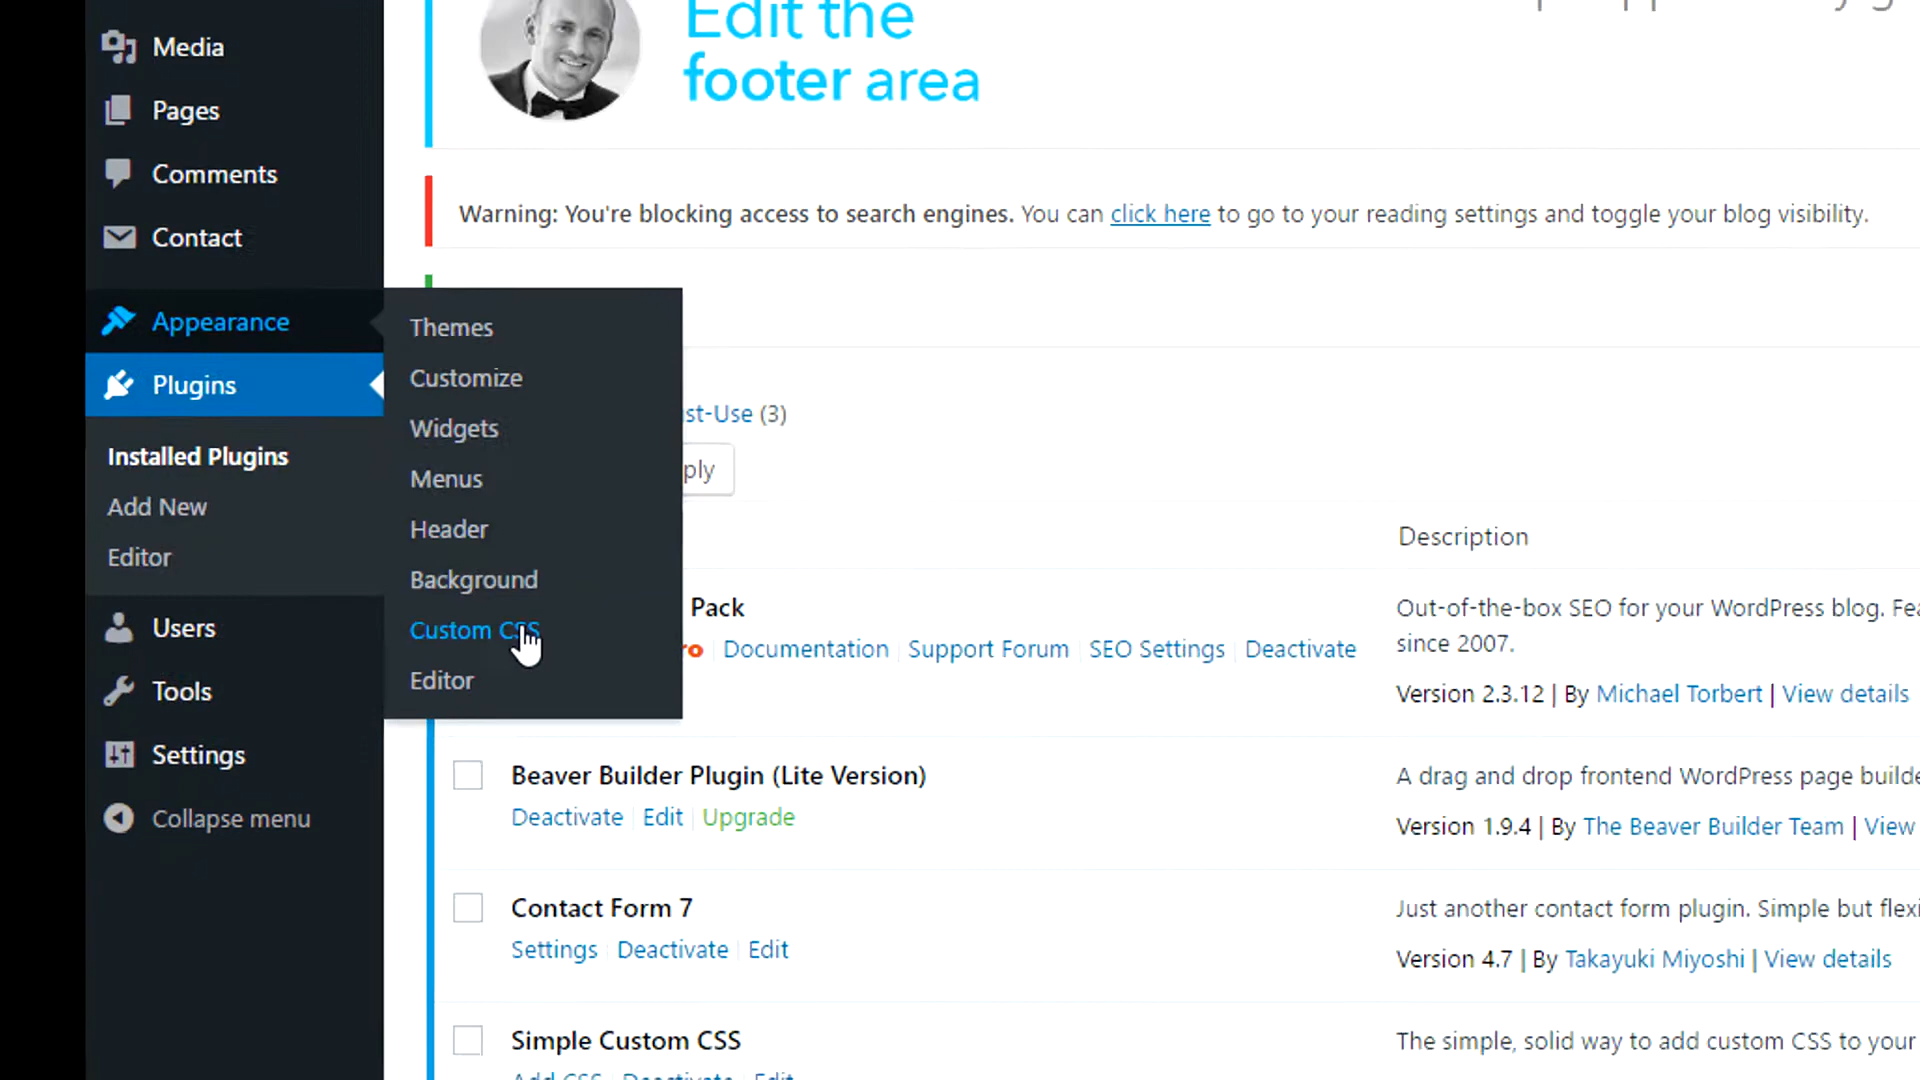 Media
Pages
Comments
Contact
Appearance
Plugins
Installed Plugins
Add New
Editor
Users
Tools
Settings
Collapse menu
Themes
Customize
Widgets
Menus
Header
Background
Custom CSS
Editor
Edit the
footer area
Warning: You're blocking access to search engines. You can click here to go to your reading settings and toggle your blog visibility.
st-Use (3)
ply
Description
Pack
ro | Documentation | Support Forum | SEO Settings | Deactivate
Out-of-the-box SEO for your WordPress blog. Fea
since 2007.
Version 2.3.12 | By Michael Torbert | View details
Beaver Builder Plugin (Lite Version)
Deactivate | Edit | Upgrade
A drag and drop frontend WordPress page builde
Version 1.9.4 | By The Beaver Builder Team | View
Contact Form 7
Settings | Deactivate | Edit
Just another contact form plugin. Simple but flexi
Version 4.7 | By Takayuki Miyoshi | View details
Simple Custom CSS
Add CSS | Deactivate | Edit
The simple, solid way to add custom CSS to your